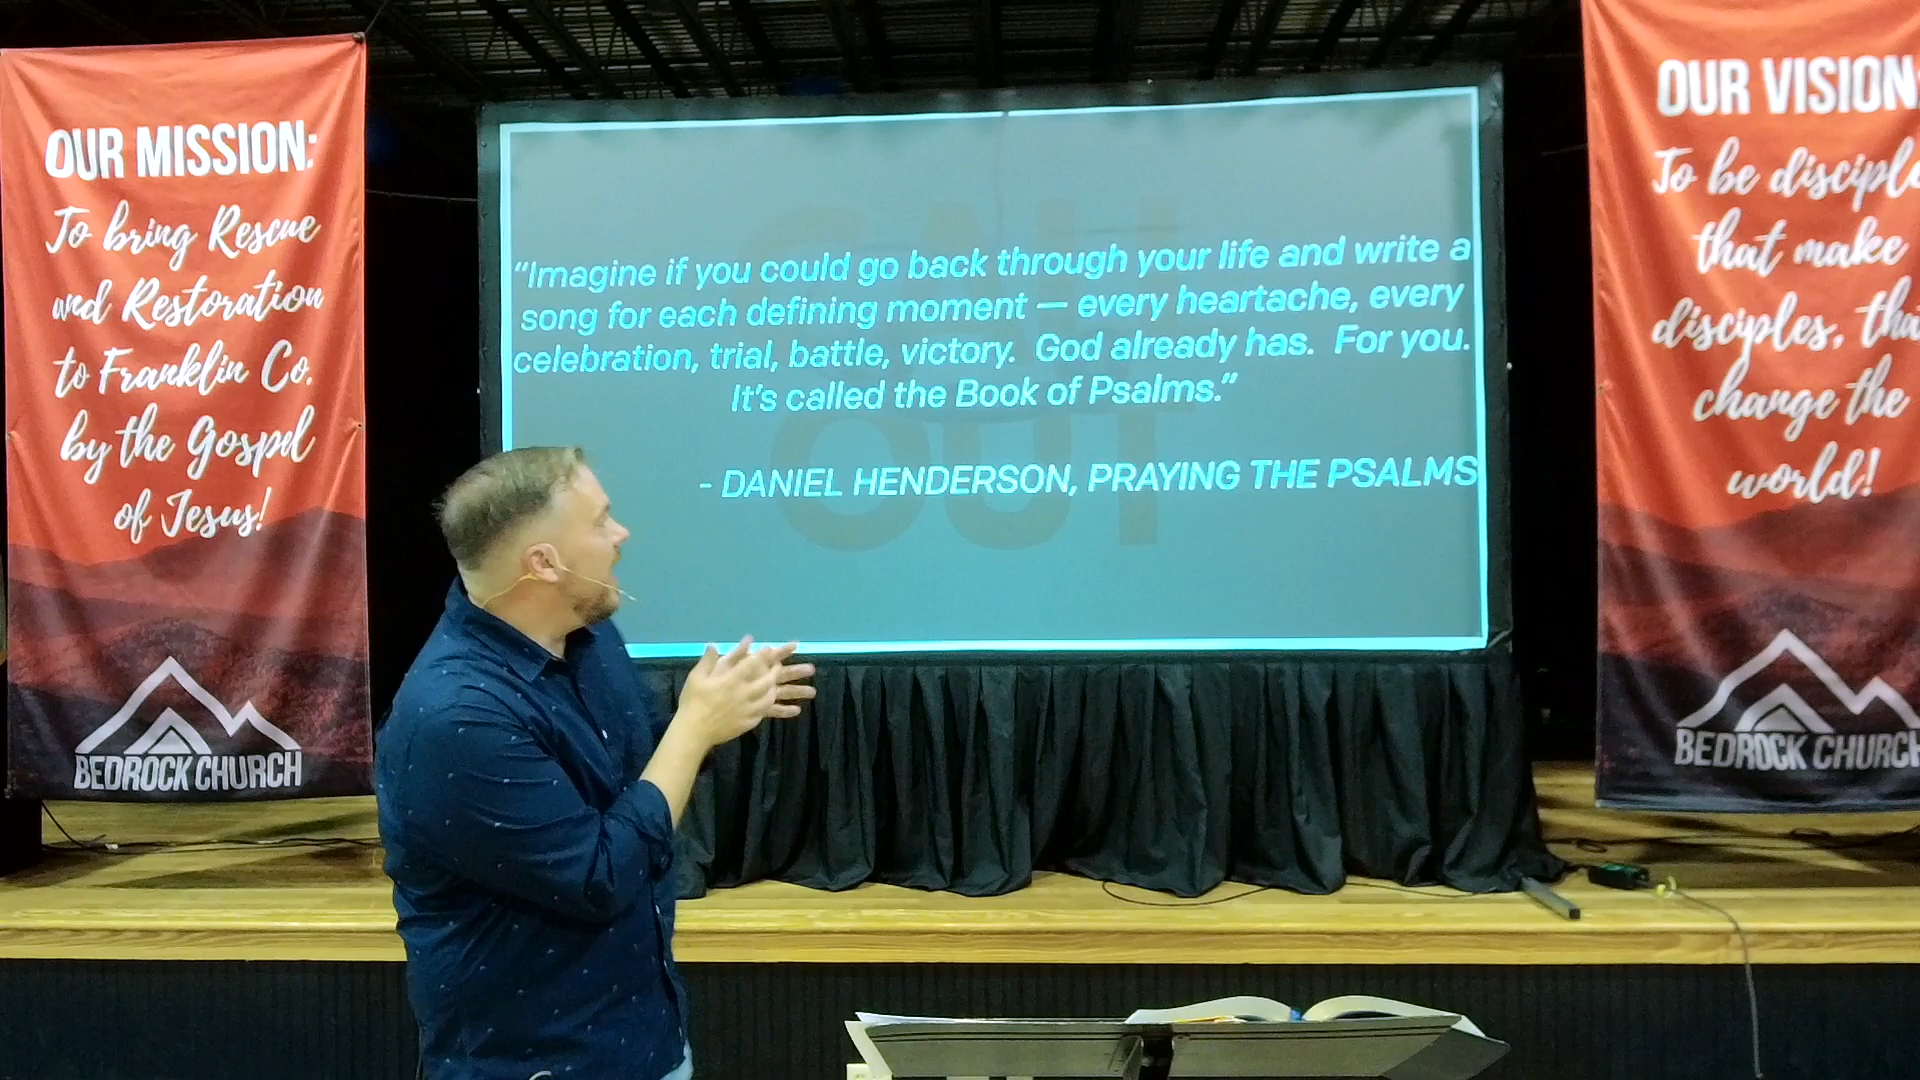 OUR MISSION:
To bring Rescue
and Restoration
to Franklin Co.
by the Gospel
of Jesus!
BEDROCK CHURCH
CALL
OUT
“Imagine if you could go back through your life and write a
song for each defining moment — every heartache, every
celebration, trial, battle, victory.  God already has.  For you.
It’s called the Book of Psalms.”
- DANIEL HENDERSON, PRAYING THE PSALMS
OUR VISION:
To be disciple
that make
disciples, that
change the
world!
BEDROCK CHURCH